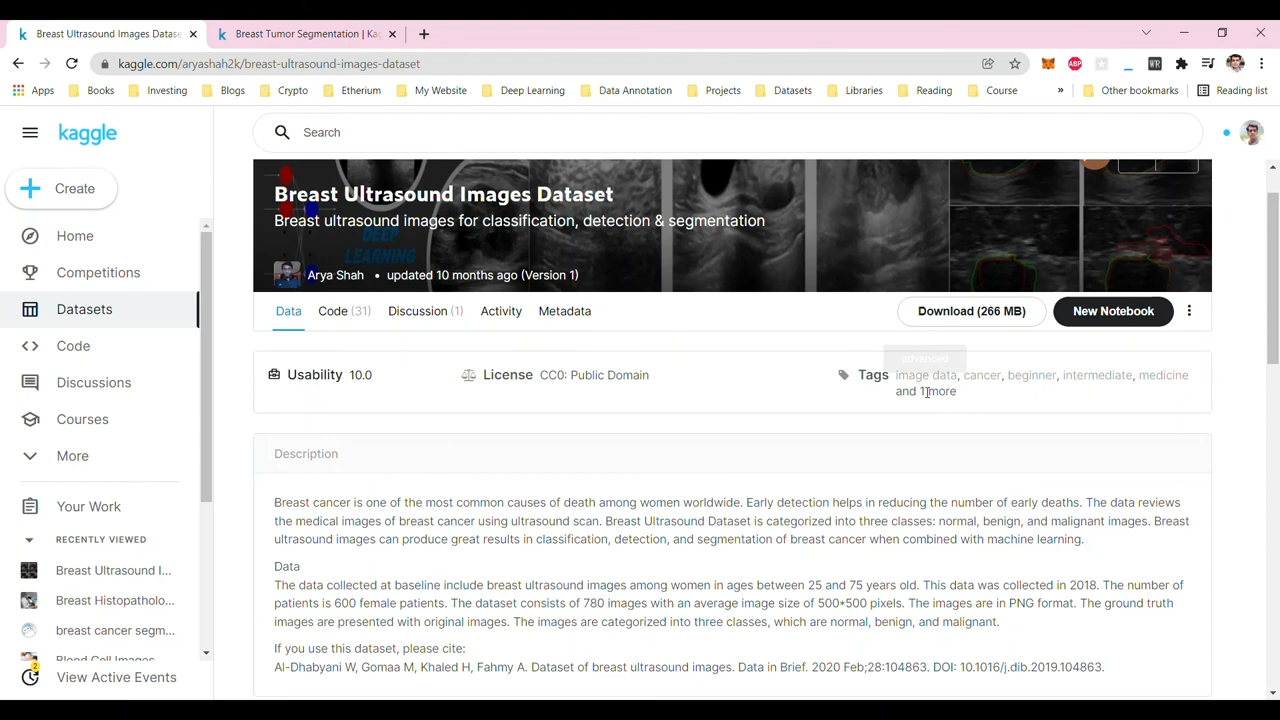 Breast Ultrasound Images Datase
Breast Tumor Segmentation | Ka
kaggle.com/aryashah2k/breast-ultrasound-images-dataset
Apps Books Investing Blogs Crypto Etherium My Website Deep Learning Data Annotation Projects Datasets Libraries Reading Course » Other bookmarks Reading list
kaggle
Search
Create
Home
Competitions
Datasets
Code
Discussions
Courses
More
Your Work
RECENTLY VIEWED
Breast Ultrasound I...
Breast Histopatholo...
breast cancer segm...
Blood Cell Images
2
View Active Events
Breast Ultrasound Images Dataset
Breast ultrasound images for classification, detection & segmentation
DEEP
LEARNING
Arya Shah • updated 10 months ago (Version 1)
Data Code (31) Discussion (1) Activity Metadata Download (266 MB) New Notebook
advanced
Usability 10.0 License CC0: Public Domain Tags image data, cancer, beginner, intermediate, medicine
and 1 more
Description
Breast cancer is one of the most common causes of death among women worldwide. Early detection helps in reducing the number of early deaths. The data reviews
the medical images of breast cancer using ultrasound scan. Breast Ultrasound Dataset is categorized into three classes: normal, benign, and malignant images. Breast
ultrasound images can produce great results in classification, detection, and segmentation of breast cancer when combined with machine learning.
Data
The data collected at baseline include breast ultrasound images among women in ages between 25 and 75 years old. This data was collected in 2018. The number of
patients is 600 female patients. The dataset consists of 780 images with an average image size of 500*500 pixels. The images are in PNG format. The ground truth
images are presented with original images. The images are categorized into three classes, which are normal, benign, and malignant.
If you use this dataset, please cite:
Al-Dhabyani W, Gomaa M, Khaled H, Fahmy A. Dataset of breast ultrasound images. Data in Brief. 2020 Feb;28:104863. DOI: 10.1016/j.dib.2019.104863.